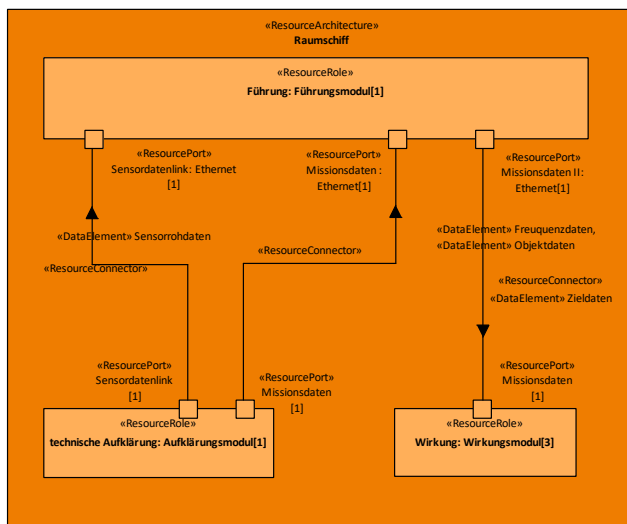 «ResourceArchitecture»
Raumschiff
«ResourceRole»
Führung: Führungsmodul[1]
«ResourcePort»
Sensordatenlink: Ethernet
[1]
«ResourcePort»
Missionsdaten :
Ethernet[1]
«ResourcePort»
Missionsdaten II :
Ethernet[1]
«DataElement» Sensorrohdaten
«ResourceConnector»
«ResourceConnector»
«DataElement» Freuquenzdaten,
«DataElement» Objektdaten
«ResourceConnector»
«DataElement» Zieldaten
«ResourcePort»
Sensordatenlink
[1]
«ResourcePort»
Missionsdaten
[1]
«ResourcePort»
Missionsdaten
[1]
«ResourceRole»
technische Aufklärung: Aufklärungsmodul[1]
«ResourceRole»
Wirkung: Wirkungsmodul[3]